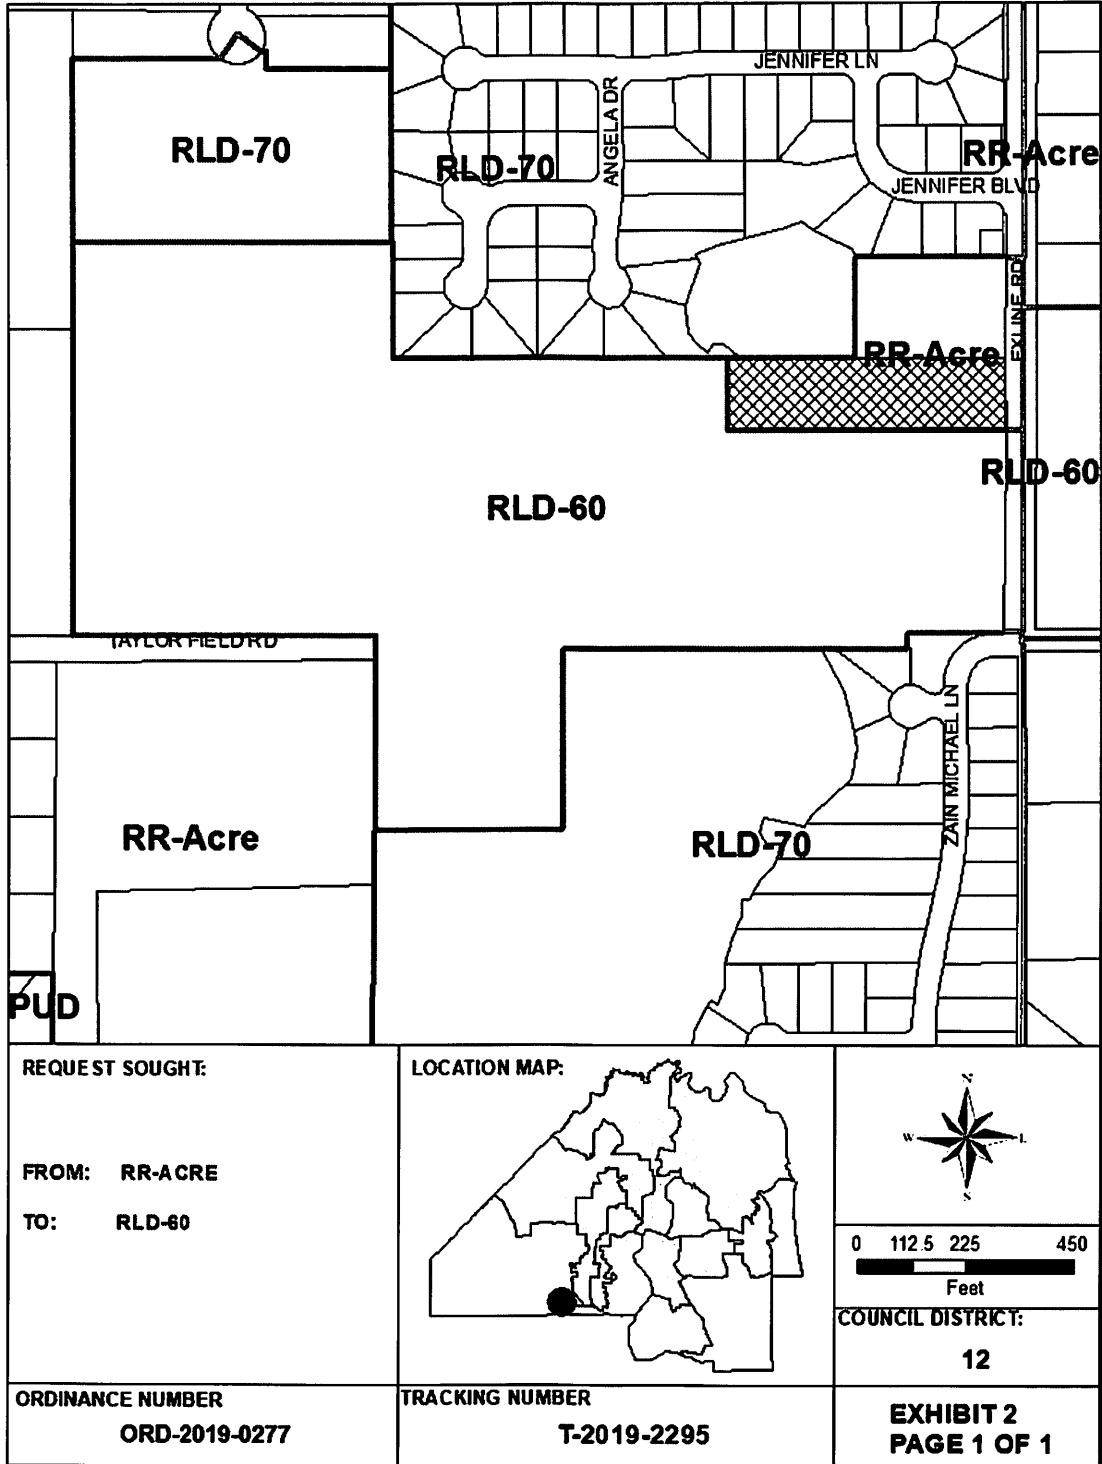 JENNIFER LN
ANGELA DR
RLD-70
RLD-70
RR-Acre
JENNIFER BLVD
EXLINE RD
RR-Acre
RLD-60
RLD-60
TAYLOR FIELD RD
ZAIN MICHAEL LN
RR-Acre
RLD-70
PUD
REQUEST SOUGHT:
FROM: RR-ACRE
TO: RLD-60
LOCATION MAP:
N
W
S
0 112.5 225 450
Feet
COUNCIL DISTRICT:
12
ORDINANCE NUMBER
ORD-2019-0277
TRACKING NUMBER
T-2019-2295
EXHIBIT 2
PAGE 1 OF 1